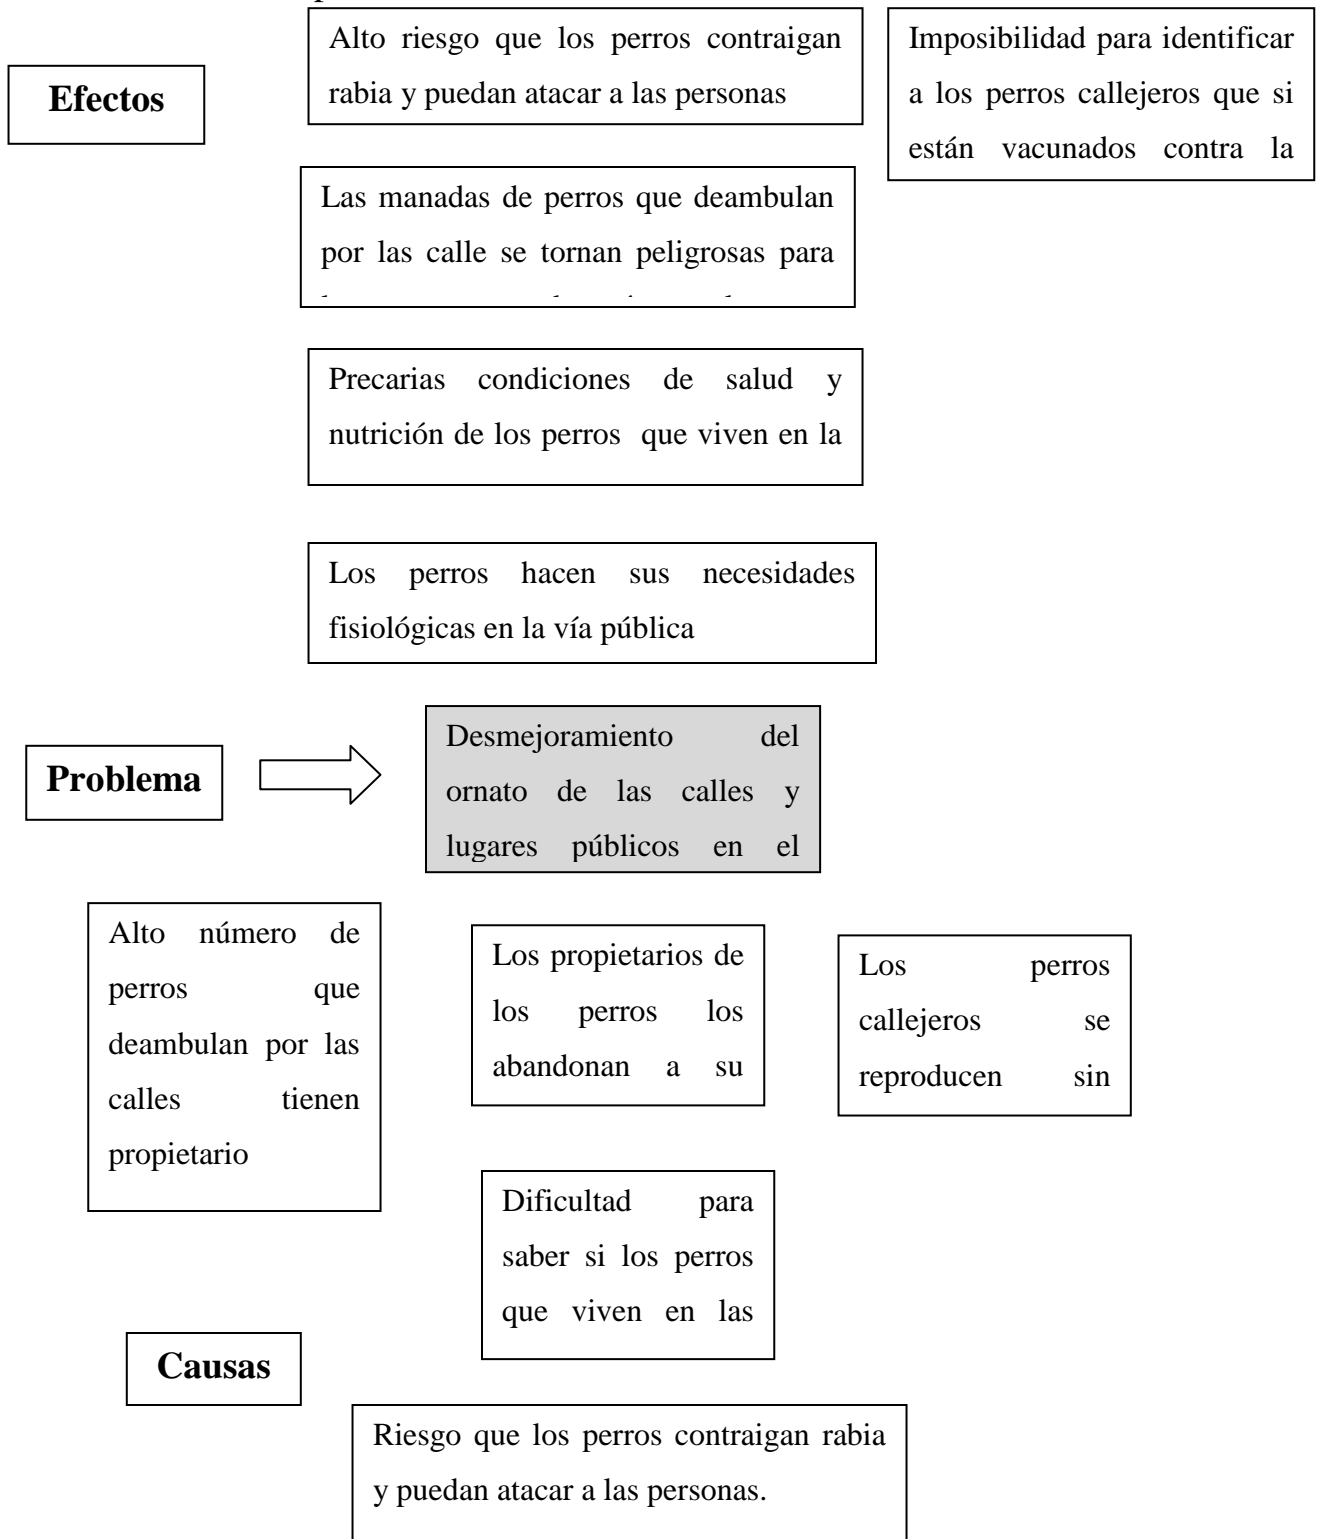 Alto riesgo que los perros contraigan
rabia y puedan atacar a las personas
Imposibilidad para identificar
a los perros callejeros que si
están vacunados contra la
Efectos
Las manadas de perros que deambulan
por las calle se tornan peligrosas para
Precarias condiciones de salud y
nutrición de los perros que viven en la
Los perros hacen sus necesidades
fisiológicas en la vía pública
Problema
Desmejoramiento del
ornato de las calles y
lugares públicos en el
Alto número de
perros que
deambulan por las
calles tienen
propietario
Los propietarios de
los perros los
abandonan a su
Los perros
callejeros se
reproducen sin
Dificultad para
saber si los perros
que viven en las
Causas
Riesgo que los perros contraigan rabia
y puedan atacar a las personas.